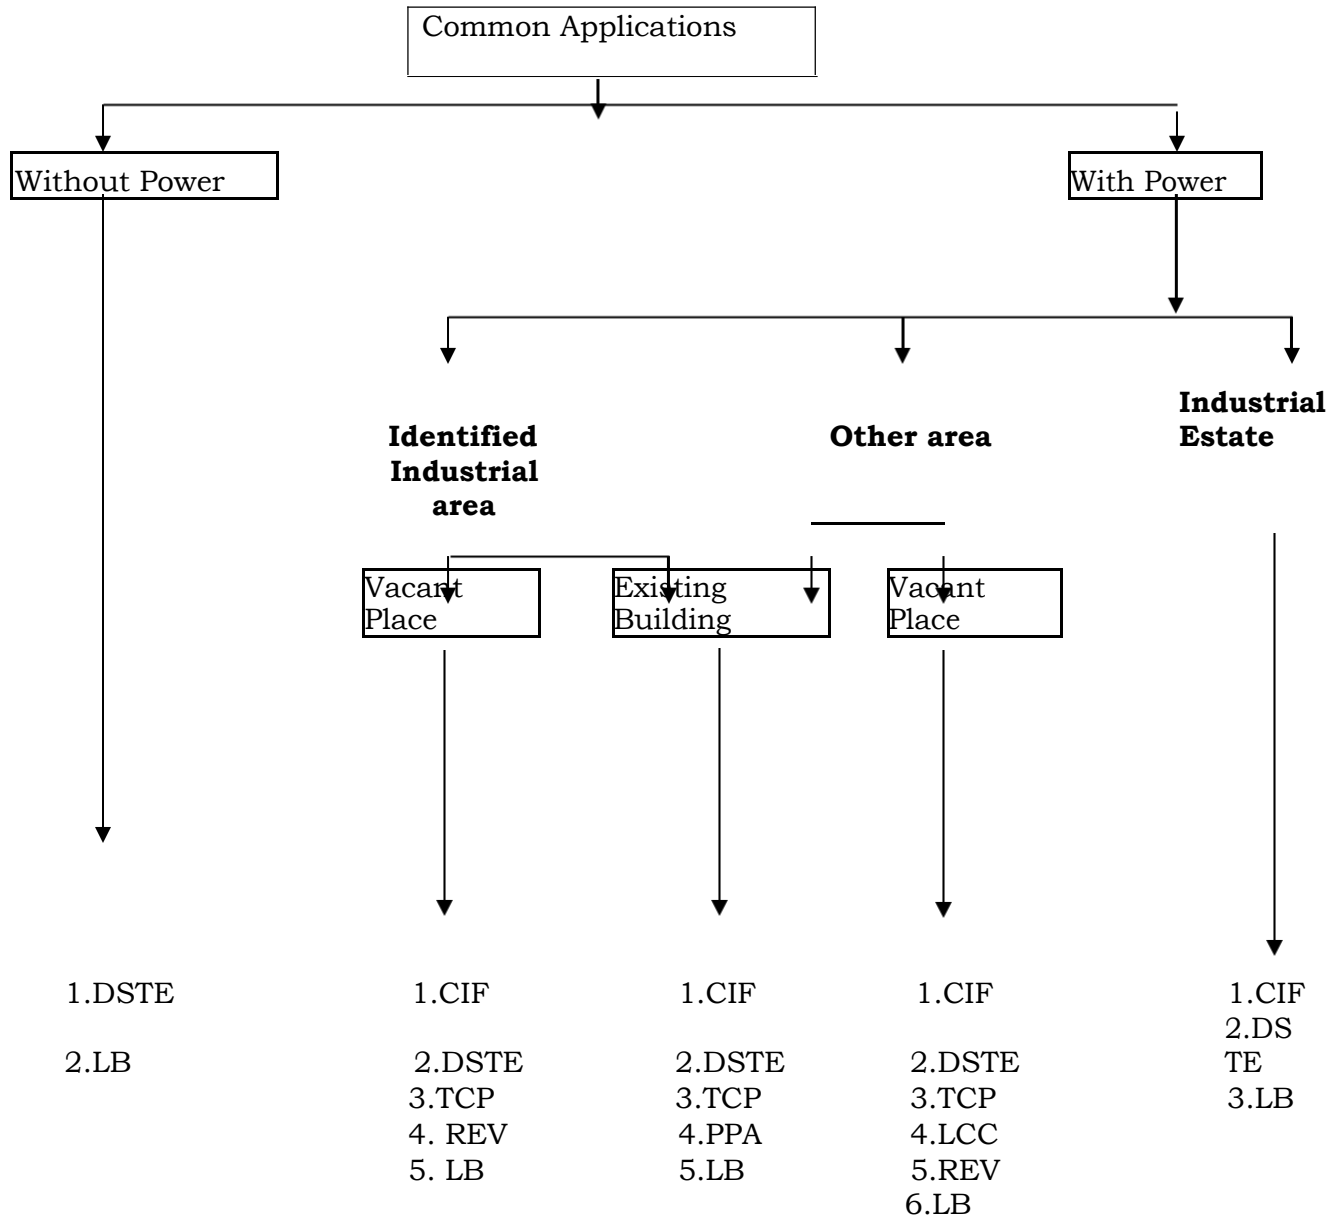 Common Applications
Without Power
With Power
Identified
Industrial
area
Other area
Industrial
Estate
Vacant
Place
Existing
Building
Vacant
Place
1.DSTE
2.LB
1.CIF
2.DSTE
3.TCP
4. REV
5. LB
1.CIF
2.DSTE
3.TCP
4.PPA
5.LB
1.CIF
2.DSTE
3.TCP
4.LCC
5.REV
6.LB
1.CIF
2.DS
TE
3.LB